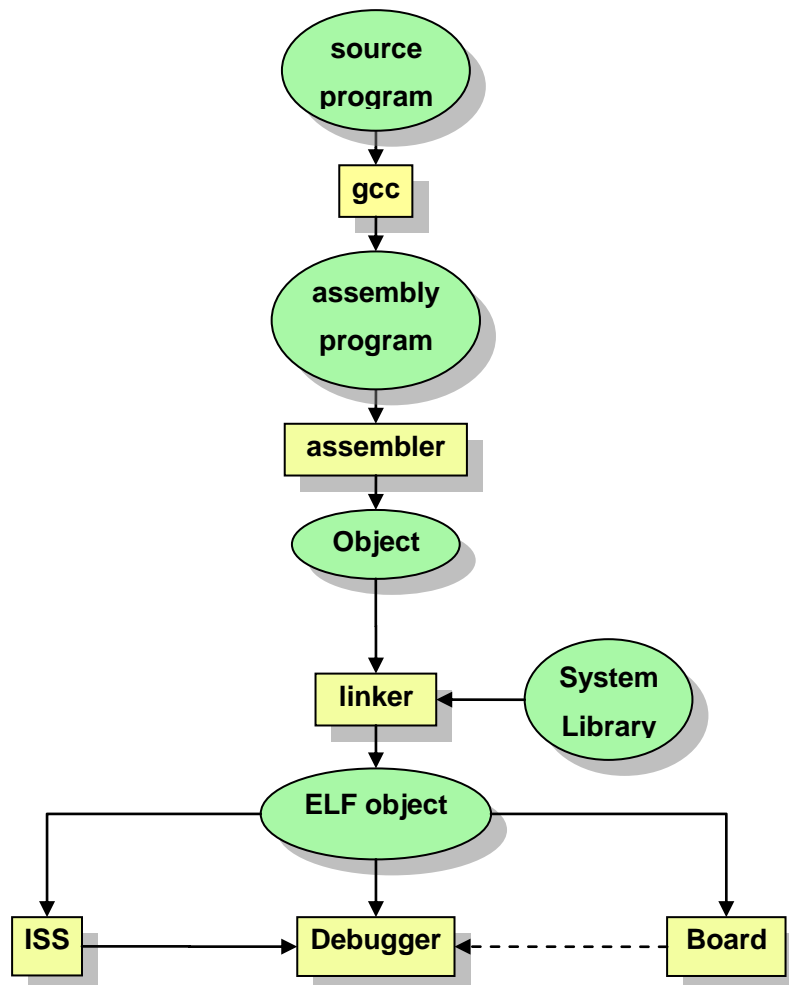 source
program
gcc
assembly
program
assembler
Object
linker
System
Library
ELF object
ISS
Debugger
Board